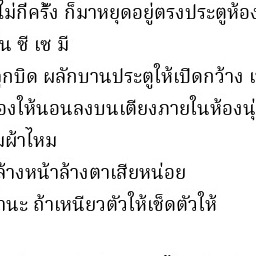 ไม่กี่ครั้ง ก็มาหยุดอยู่ตรงประตูห้อง
น ซี เซ มี
ุกบิด ผลักบานประตูให้เปิดกว้าง
องให้นอนลงบนเตียงภายในห้องนุ่
มผ้าไหม
ล้างหน้าล้างตาเสียหน่อย
านะ ถ้าเหนียวตัวให้เช็ดตัวให้